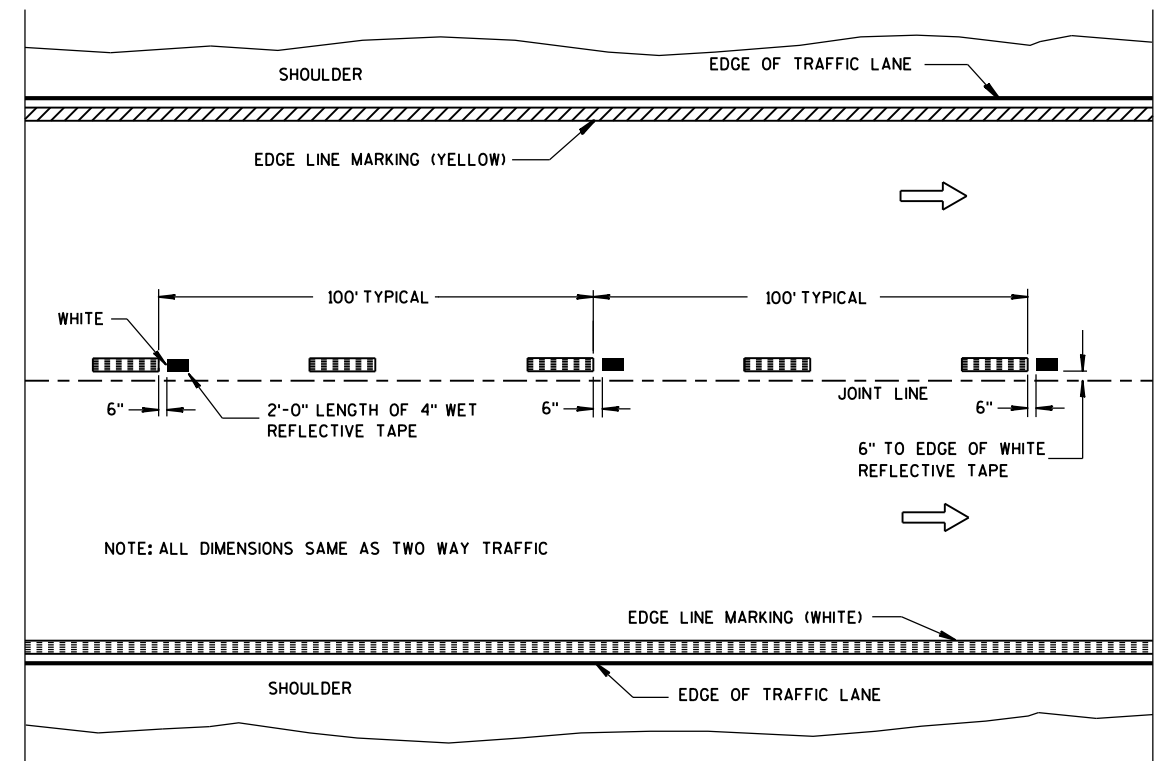 SHOULDER
EDGE OF TRAFFIC LANE
EDGE LINE MARKING (YELLOW)
100' TYPICAL
100' TYPICAL
WHITE
JOINT LINE
6"
2'-0" LENGTH OF 4" WET
REFLECTIVE TAPE
6"
6"
6" TO EDGE OF WHITE
REFLECTIVE TAPE
NOTE: ALL DIMENSIONS SAME AS TWO WAY TRAFFIC
EDGE LINE MARKING (WHITE)
SHOULDER
EDGE OF TRAFFIC LANE